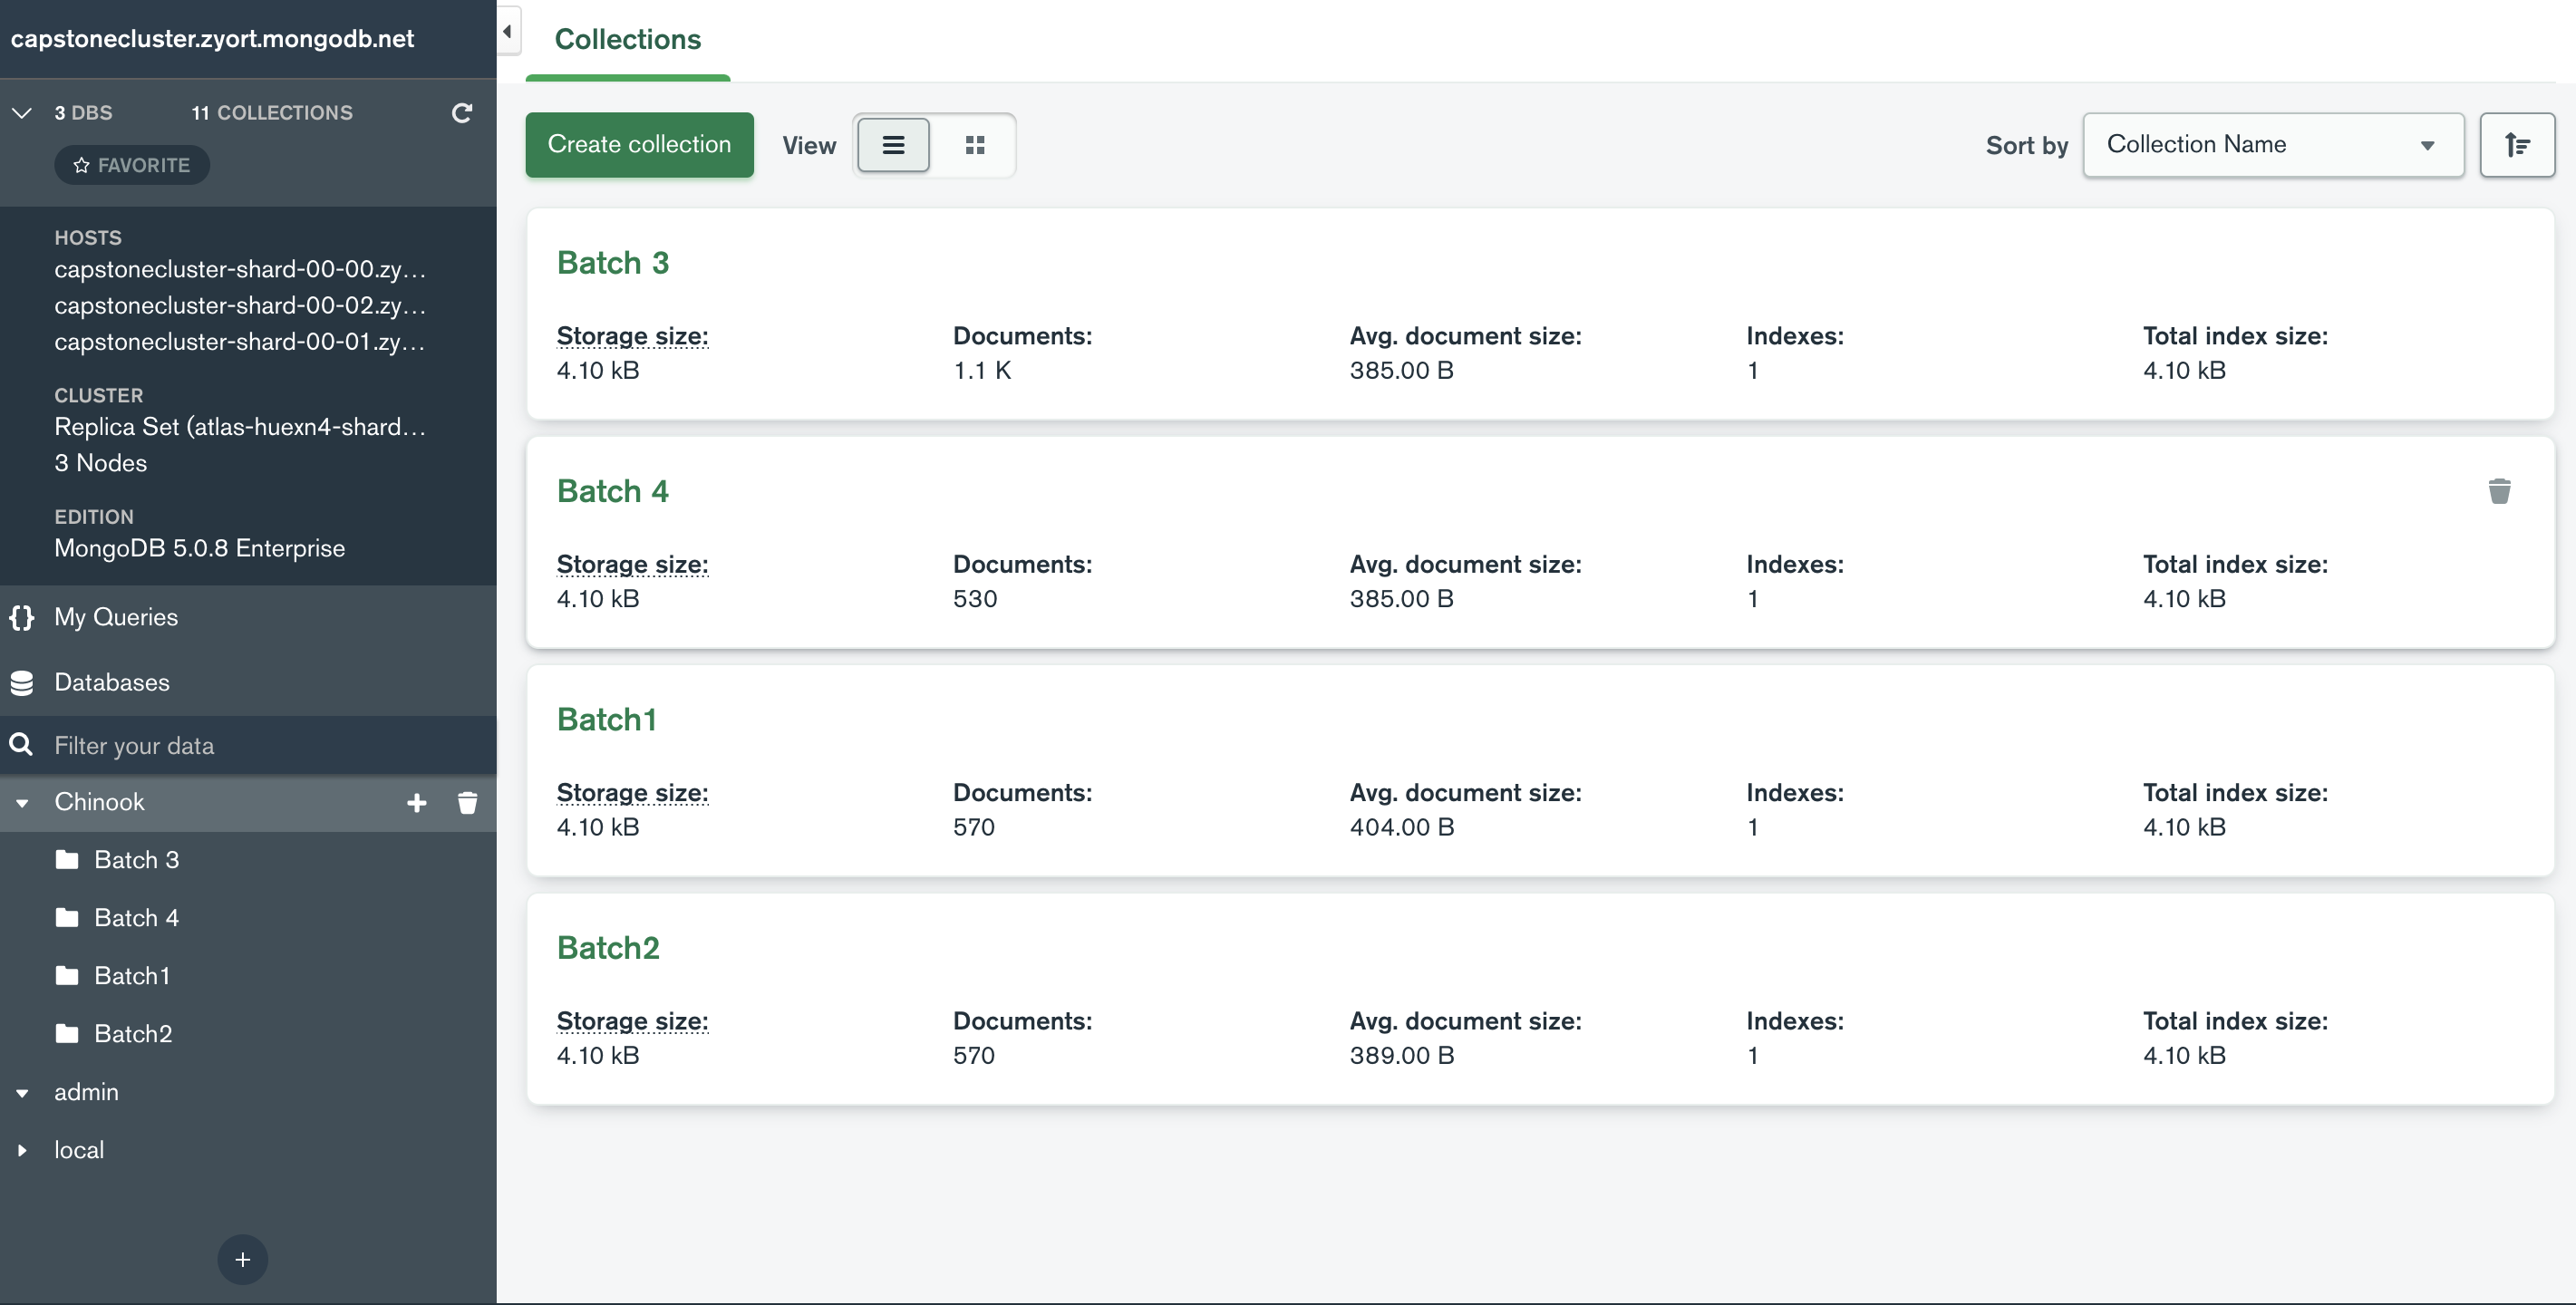 capstonecluster.zyort.mongodb.net
3 DBS 11 COLLECTIONS
FAVORITE
HOSTS
capstonecluster-shard-00-00.zy...
capstonecluster-shard-00-02.zy...
capstonecluster-shard-00-01.zy...
CLUSTER
Replica Set (atlas-huexn4-shard...
3 Nodes
EDITION
MongoDB 5.0.8 Enterprise
{} My Queries
Databases
Filter your data
Chinook
Batch 3
Batch 4
Batch1
Batch2
admin
local
Collections
Create collection View Sort by Collection Name
Batch 3
Storage size: Documents: Avg. document size: Indexes: Total index size:
4.10 kB 1.1 K 385.00 B 1 4.10 kB
Batch 4
Storage size: Documents: Avg. document size: Indexes: Total index size:
4.10 kB 530 385.00 B 1 4.10 kB
Batch1
Storage size: Documents: Avg. document size: Indexes: Total index size:
4.10 kB 570 404.00 B 1 4.10 kB
Batch2
Storage size: Documents: Avg. document size: Indexes: Total index size:
4.10 kB 570 389.00 B 1 4.10 kB